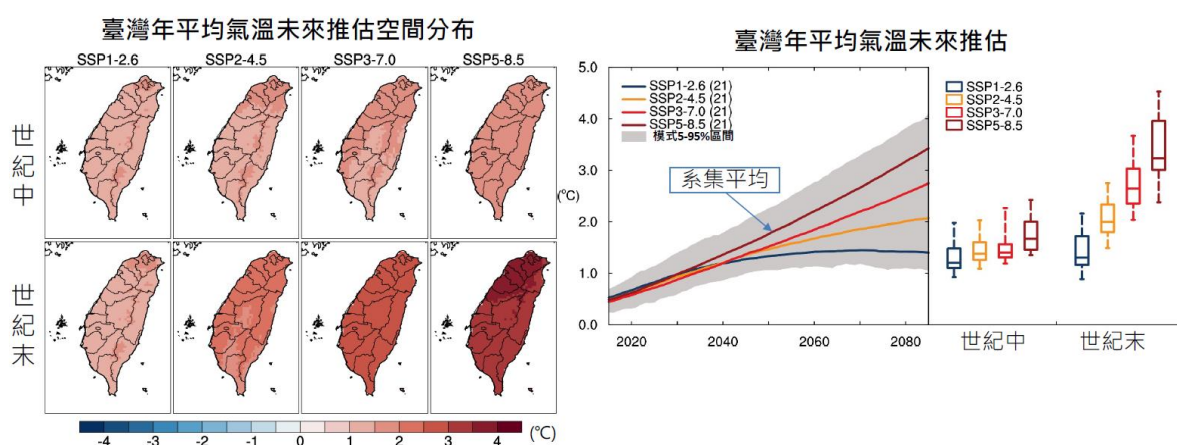 臺灣年平均氣溫未來推估空間分布
SSP1-2.6 SSP2-4.5 SSP3-7.0 SSP5-8.5
世紀中
世紀末
-4 -3 -2 -1 0 1 2 3 4 (℃)
臺灣年平均氣溫未來推估
(℃)
5.0
4.0
3.0
2.0
1.0
0.0
SSP1-2.6 (21)
SSP2-4.5 (21)
SSP3-7.0 (21)
SSP5-8.5 (21)
模式5-95%區間
系集平均
2020 2040 2060 2080
SSP1-2.6
SSP2-4.5
SSP3-7.0
SSP5-8.5
世紀中 世紀末